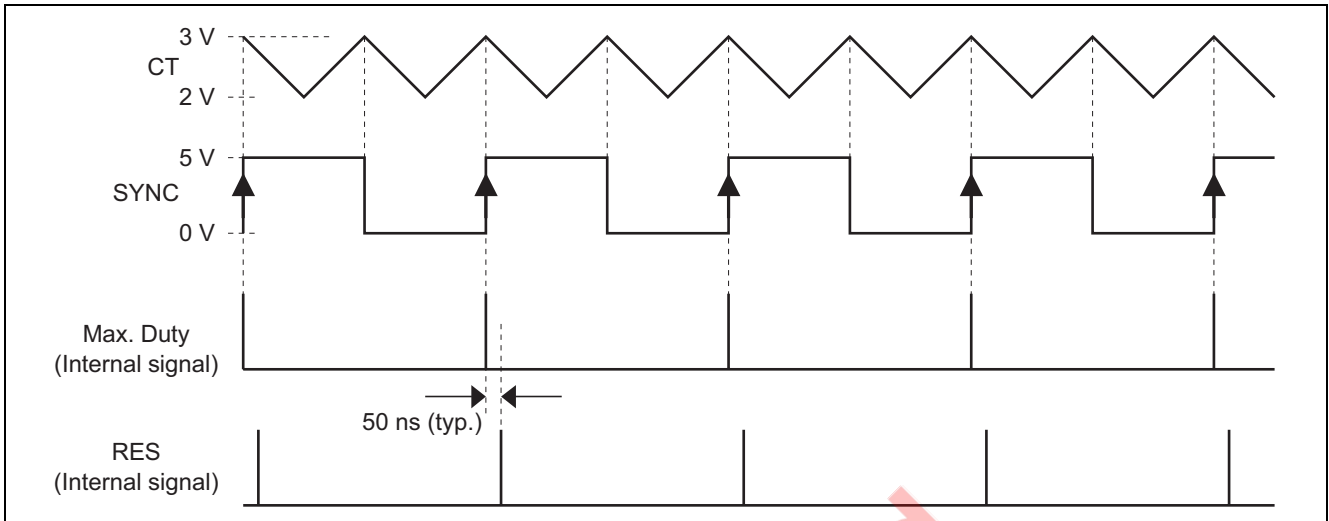 3 V
CT
2 V
5 V
SYNC
0 V
Max. Duty
(Internal signal)
50 ns (typ.)
RES
(Internal signal)